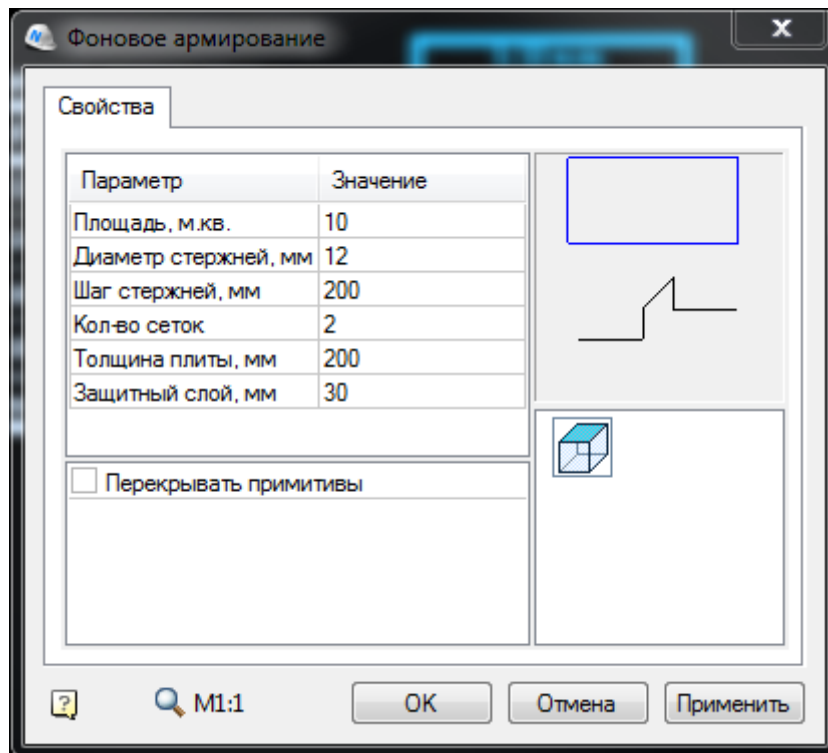 Фоновое армирование
Свойства
Параметр Значение
Площадь, м.кв. 10
Диаметр стержней, мм 12
Шаг стержней, мм 200
Кол-во сеток 2
Толщина плиты, мм 200
Защитный слой, мм 30
Перекрывать примитивы
M1:1 OK Отмена Применить